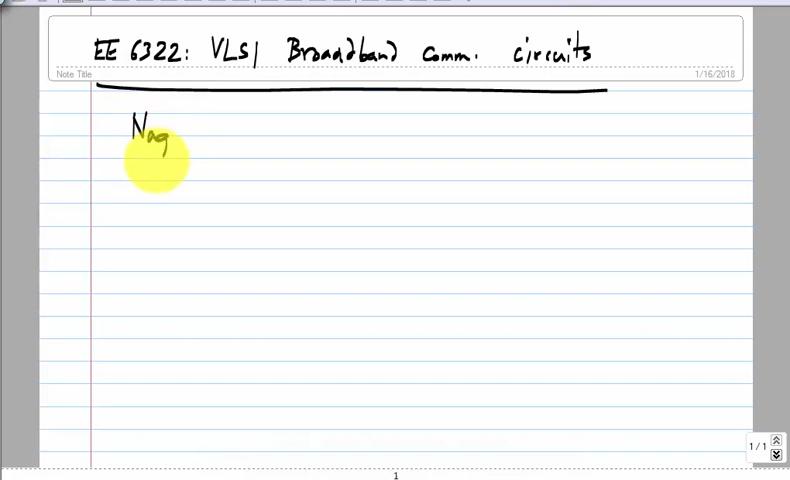 EE 6322: VLSI Broadband Comm. circuits
Note Title
1/16/2018
Nag
1/1
1